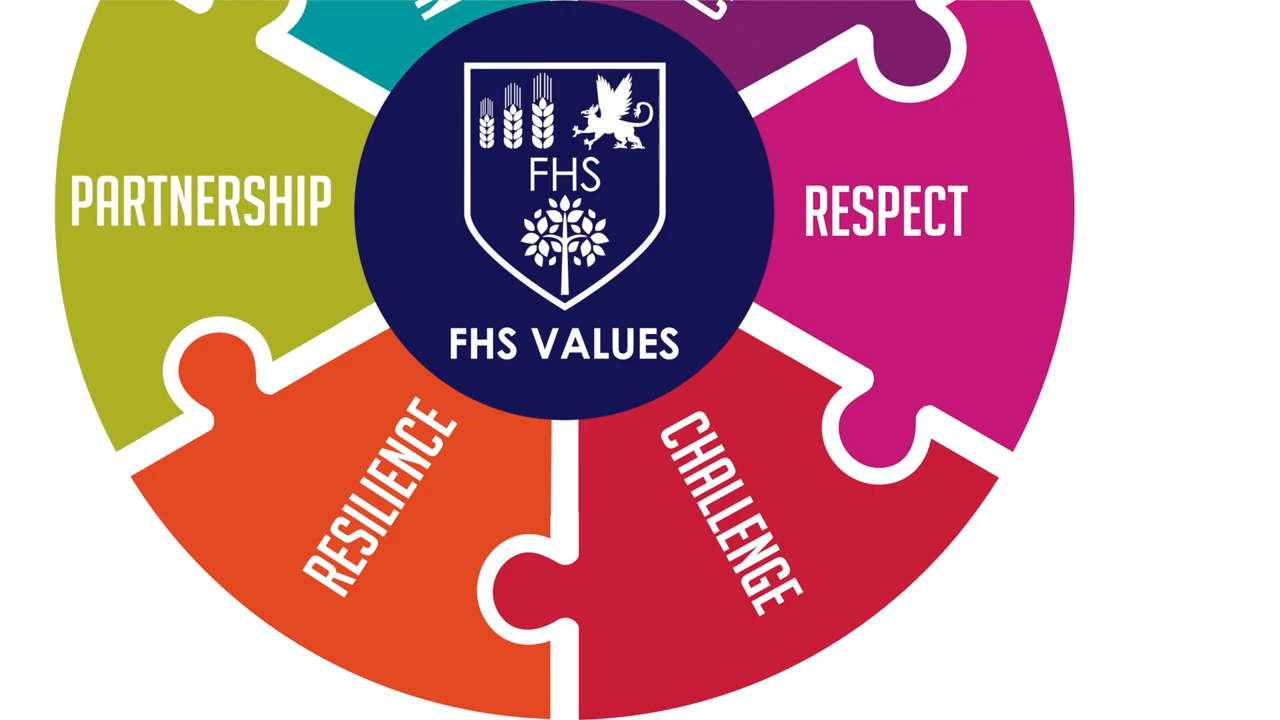 PARTNERSHIP
FHS
RESPECT
FHS VALUES
RESILIENCE
CHALLENGE